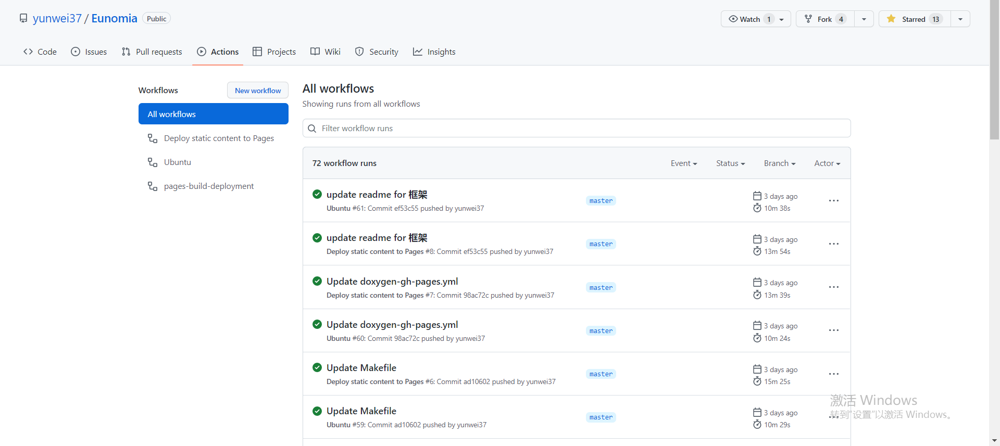 yunwei37 / Eunomia Public
Watch 1 Fork 4 Starred 13
Code Issues Pull requests Actions Projects Wiki Security Insights
Workflows
New workflow
All workflows
Deploy static content to Pages
Ubuntu
pages-build-deployment
All workflows
Showing runs from all workflows
Filter workflow runs
72 workflow runs Event Status Branch Actor
update readme for 框架
Ubuntu #61: Commit ef53c55 pushed by yunwei37
master
3 days ago
10m 38s
update readme for 框架
Deploy static content to Pages #8: Commit ef53c55 pushed by yunwei37
master
3 days ago
13m 54s
Update doxygen-gh-pages.yml
Deploy static content to Pages #7: Commit 98ac72c pushed by yunwei37
master
3 days ago
13m 39s
Update doxygen-gh-pages.yml
Ubuntu #60: Commit 98ac72c pushed by yunwei37
master
3 days ago
10m 24s
Update Makefile
Deploy static content to Pages #6: Commit ad10602 pushed by yunwei37
master
3 days ago
15m 25s
Update Makefile
Ubuntu #59: Commit ad10602 pushed by yunwei37
master
3 days ago
10m 29s
激活 Windows
转到"设置"以激活 Windows。